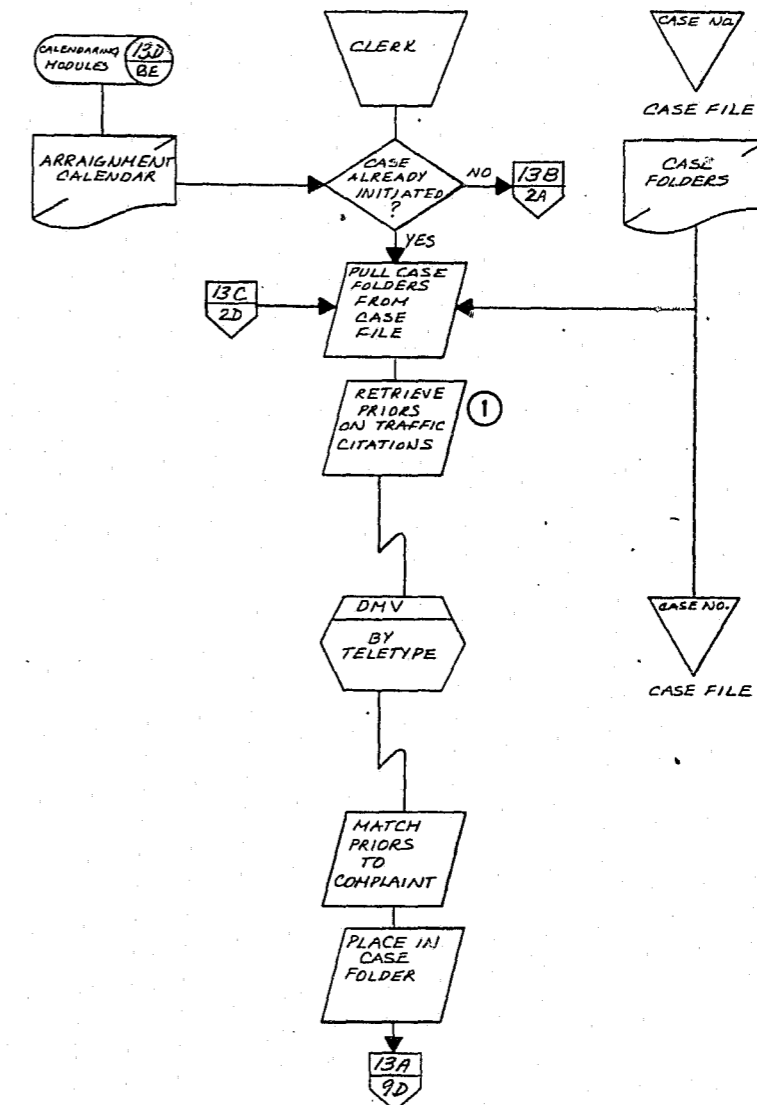 CALENDARING
MODULES
13D
BE
CLERK
CASE NO.
CASE FILE
ARRAIGNMENT
CALENDAR
CASE
ALREADY
INITIATED
?
NO
13B
2A
CASE
FOLDERS
YES
13C
2D
PULL CASE
FOLDERS
FROM
CASE
FILE
RETRIEVE
PRIORS
ON TRAFFIC
CITATIONS
1
DMV
BY
TELETYPE
CASE NO.
CASE FILE
MATCH
PRIORS
TO
COMPLAINT
PLACE IN
CASE
FOLDER
13A
9D